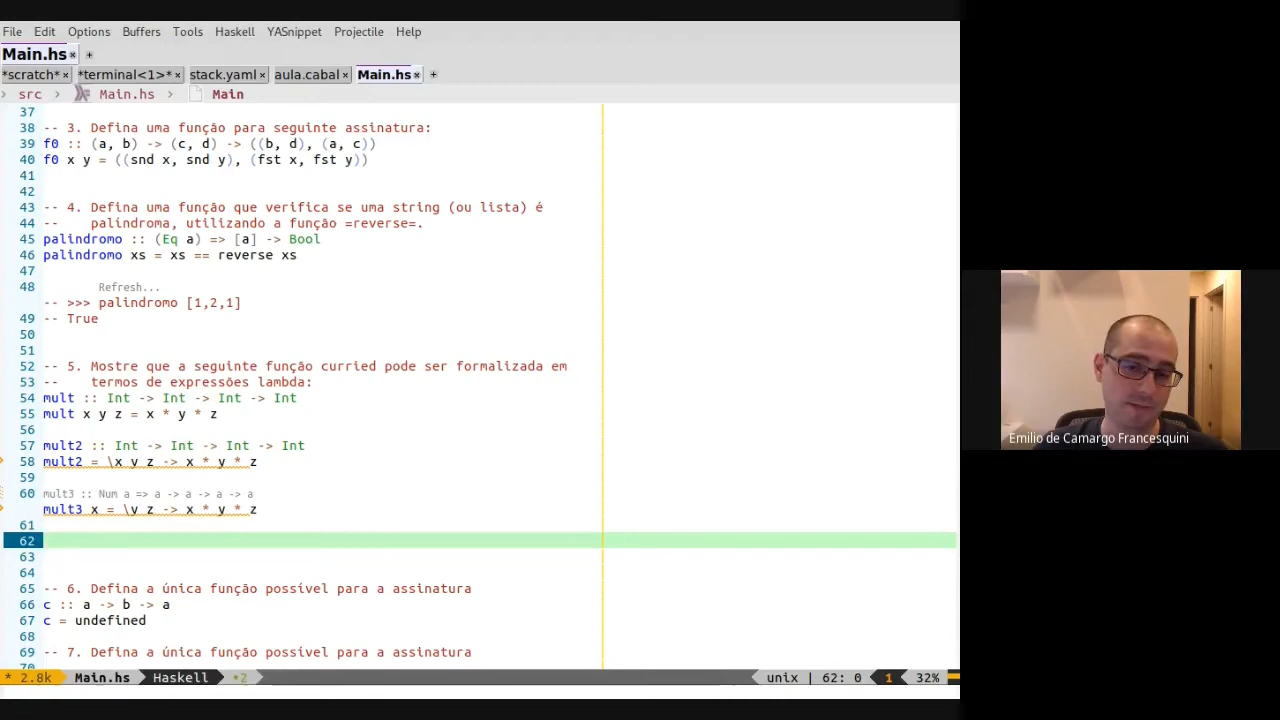 File Edit Options Buffers Tools Haskell YASnippet Projectile Help
Main.hs × +
*scratch* × *terminal<1>* × stack.yaml × aula.cabal × Main.hs × +
> src > Main.hs > Main
37
38 -- 3. Defina uma função para seguinte assinatura:
39 f0 :: (a, b) -> (c, d) -> ((b, d), (a, c))
40 f0 x y = ((snd x, snd y), (fst x, fst y))
41
42
43 -- 4. Defina uma função que verifica se uma string (ou lista) é
44 --    palíndroma, utilizando a função =reverse=.
45 palindromo :: (Eq a) => [a] -> Bool
46 palindromo xs = xs == reverse xs
47
48 Refresh...
-- >>> palindromo [1,2,1]
49 -- True
50
51
52 -- 5. Mostre que a seguinte função curried pode ser formalizada em
53 --    termos de expressões lambda:
54 mult :: Int -> Int -> Int -> Int
55 mult x y z = x * y * z
56
57 mult2 :: Int -> Int -> Int -> Int
58 mult2 = \x y z -> x * y * z
59
60 mult3 :: Num a => a -> a -> a -> a
mult3 x = \y z -> x * y * z
61
62
63
64
65 -- 6. Defina a única função possível para a assinatura
66 c :: a -> b -> a
67 c = undefined
68
69 -- 7. Defina a única função possível para a assinatura
70
* 2.8k Main.hs Haskell •2 unix | 62: 0 1 32%
Emilio de Camargo Francesquini